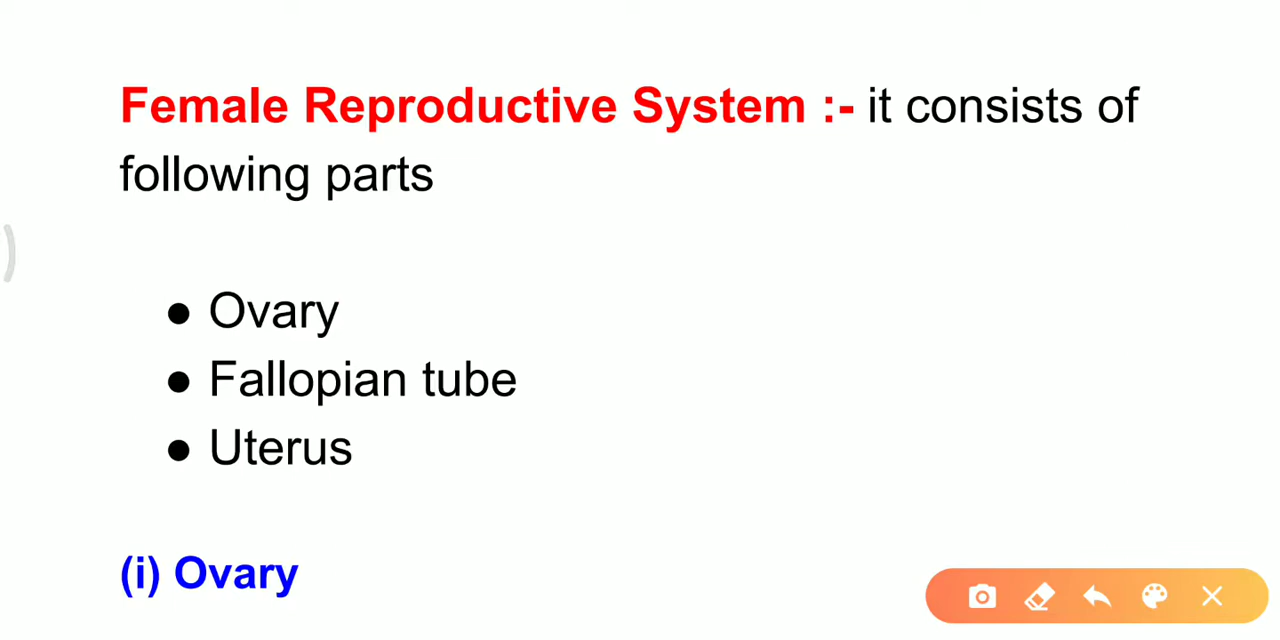 Female Reproductive System :- it consists of
following parts
● Ovary
● Fallopian tube
● Uterus
(i) Ovary